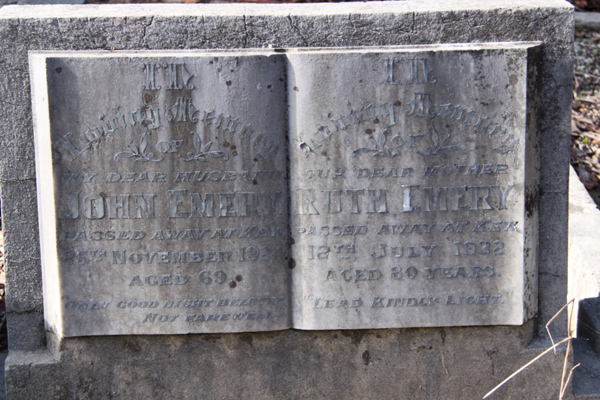 In
Loving Memory
of
My dear husband
John Emery
passed away at Kew
25th November
aged 69.
"Only good night beloved
Not farewell"
In
Loving Memory
of
Our dear mother
Ruth Emery
passed away at Kew
12th July 1932
aged 80 years.
"Lead Kindly Light."